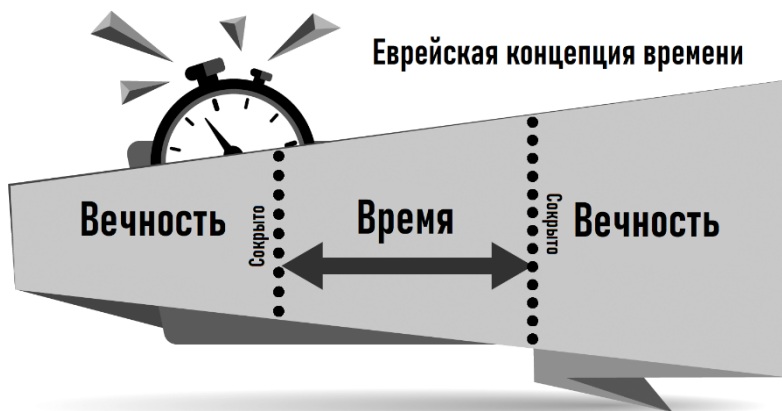 Еврейская концепция времени
Вечность
Сокрыто
Время
Сокрыто
Вечность